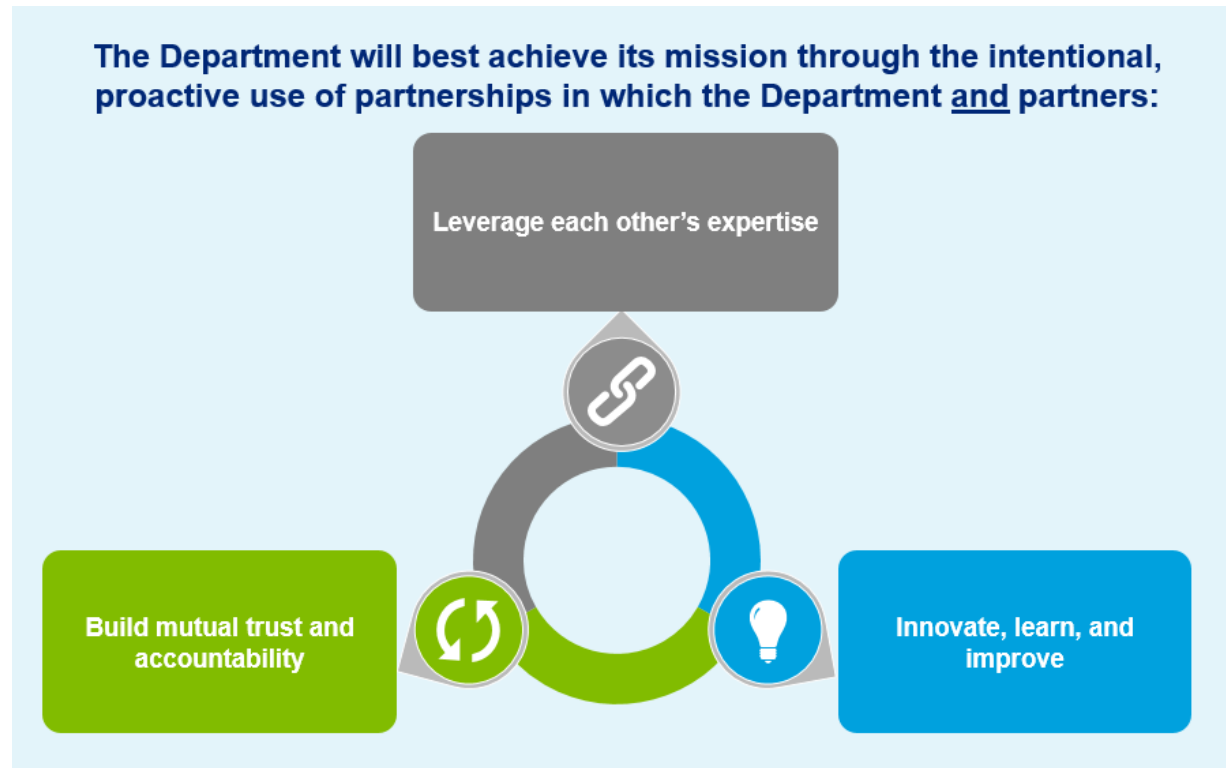 The Department will best achieve its mission through the intentional,
proactive use of partnerships in which the Department and partners:
Leverage each other’s expertise
Build mutual trust and
accountability
Innovate, learn, and
improve